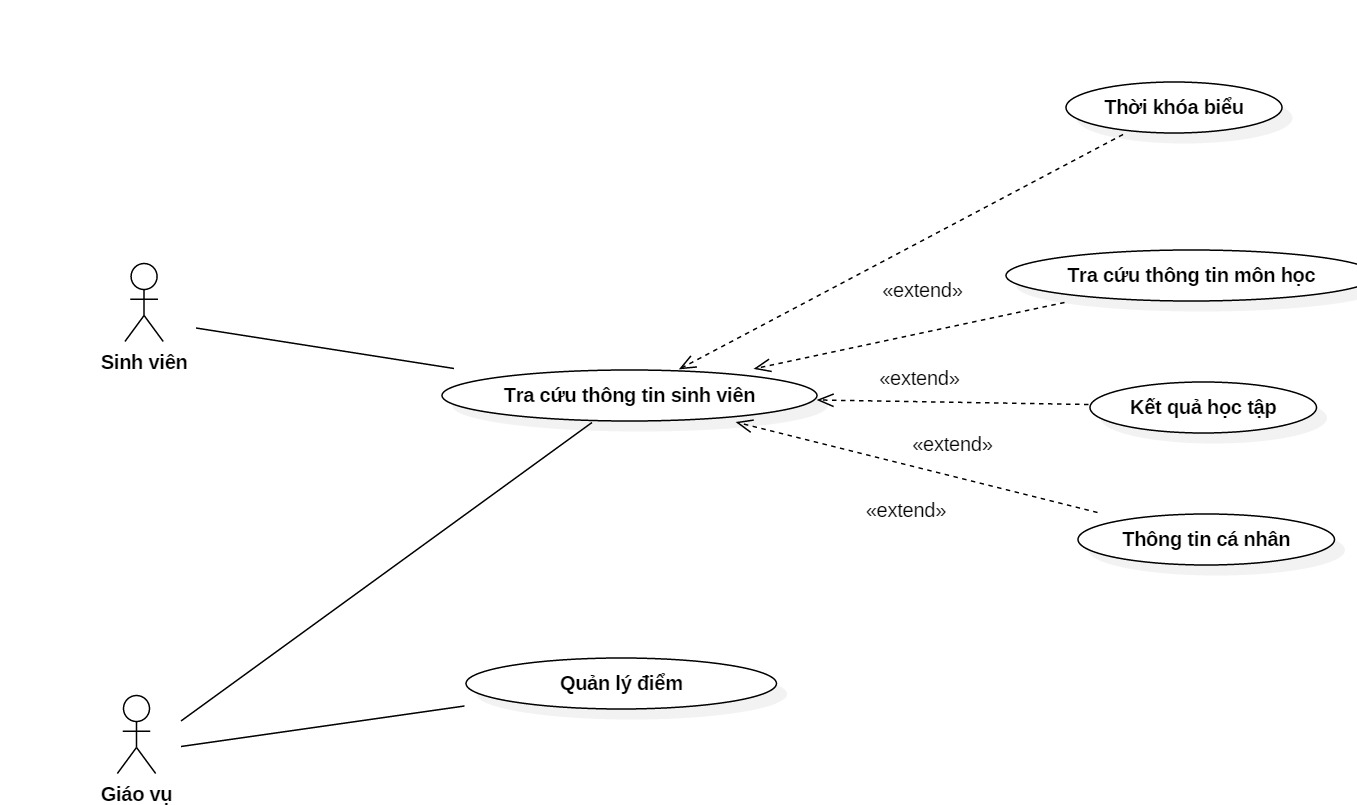 Thời khóa biểu
Tra cứu thông tin môn học
«extend»
Sinh viên
«extend»
Tra cứu thông tin sinh viên
Kết quả học tập
«extend»
«extend»
Thông tin cá nhân
Quản lý điểm
Giáo vụ